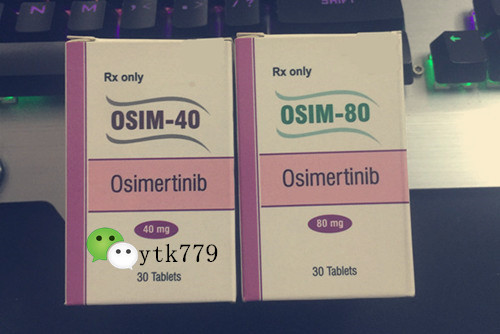 Rx only
OSIM-40
Osimertinib
40 mg
ytk779
30 Tablets
Rx only
OSIM-80
Osimertinib
80 mg
30 Tablets
SHIFT